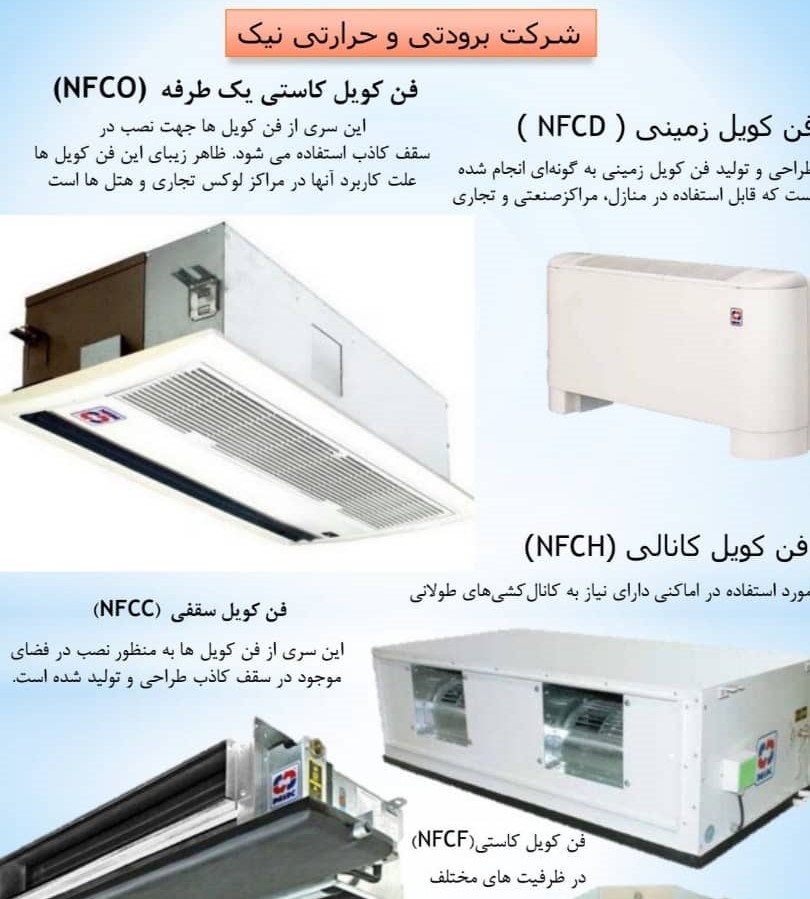 شرکت برودتی و حرارتی نیک
فن کویل زمینی ( NFCD )
طراحی و تولید فن کویل زمینی به گونه‌ای انجام شده
است که قابل استفاده در منازل، مراکزصنعتی و تجاری
فن کویل کاستی یک طرفه (NFCO)
این سری از فن کویل ها جهت نصب در
سقف کاذب استفاده می شود. ظاهر زیبای این فن کویل ها
علت کاربرد آنها در مراکز لوکس تجاری و هتل ها است
فن کویل کانالی (NFCH)
مورد استفاده در اماکنی دارای نیاز به کانال‌کشی‌های طولانی
فن کویل سقفی (NFCC)
این سری از فن کویل ها به منظور نصب در فضای
موجود در سقف کاذب طراحی و تولید شده است.
NIK
فن کویل کاستی(NFCF)
در ظرفیت های مختلف